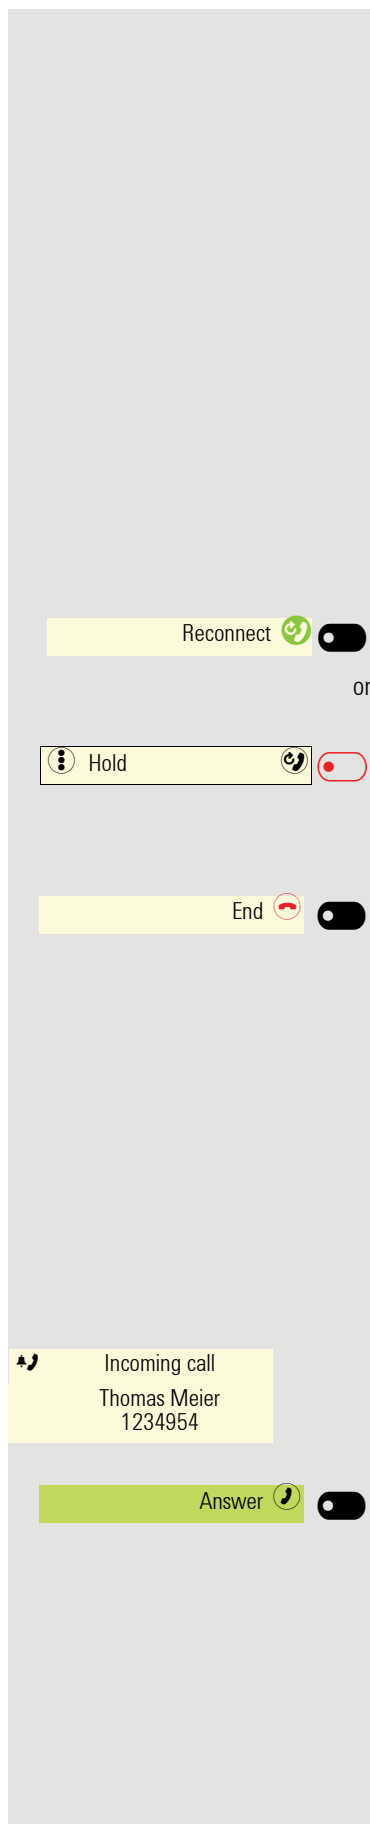 Reconnect
or
Hold
End
Incoming call
Thomas Meier
1234954
Answer